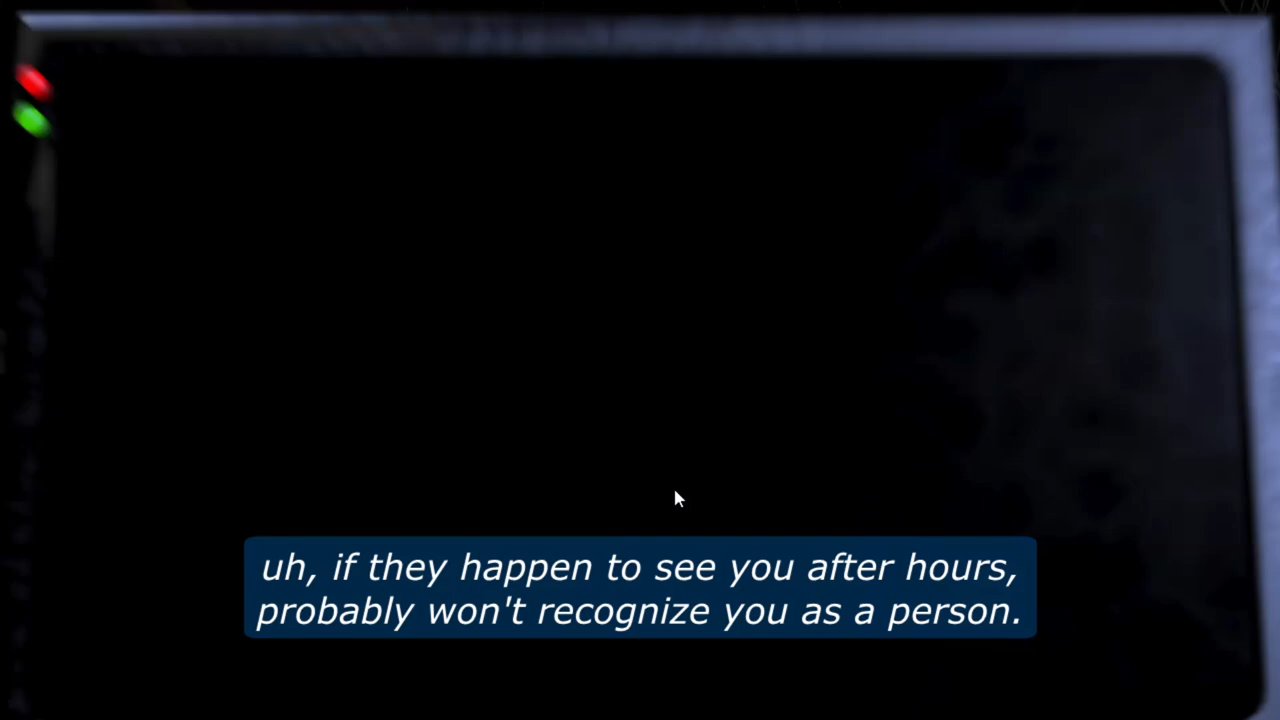 uh, if they happen to see you after hours,
probably won't recognize you as a person.